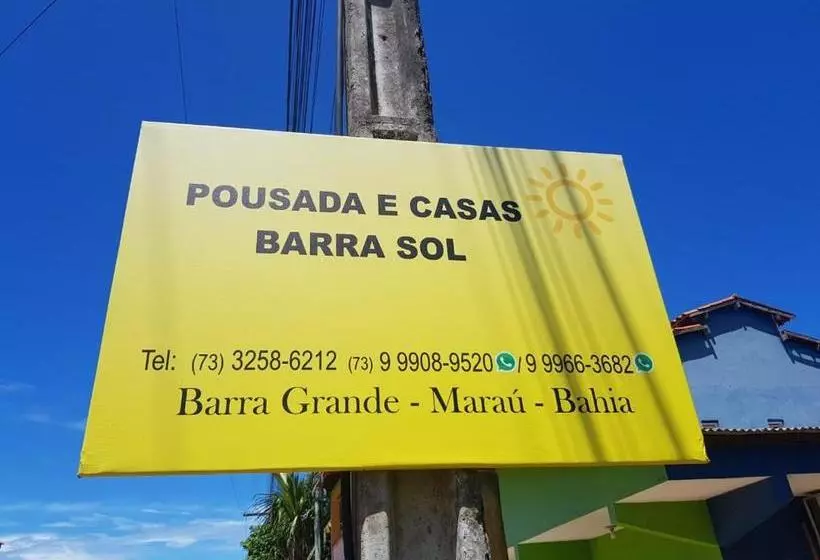 POUSADA E CASAS
BARRA SOL
Tel: (73) 3258-6212 (73) 9 9908-9520 / 9 9966-3682
Barra Grande - Maraú - Bahia